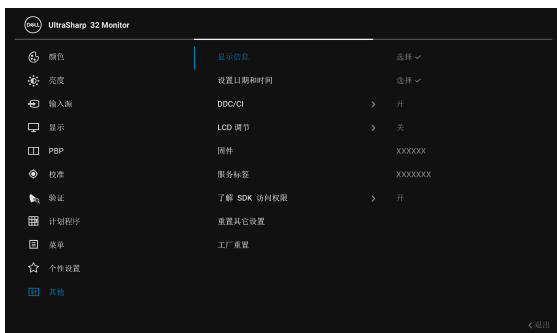 DELL UltraSharp 32 Monitor
颜色 显示信息 选择
亮度 设置日期和时间 选择
输入源 DDC/CI 开
显示 LCD 调节 关
PBP 固件 XXXXXX
校准 服务标签 XXXXXXX
验证 了解 SDK 访问权限 开
计划程序 重置其它设置
菜单 工厂重置
个性设置
其他
退出